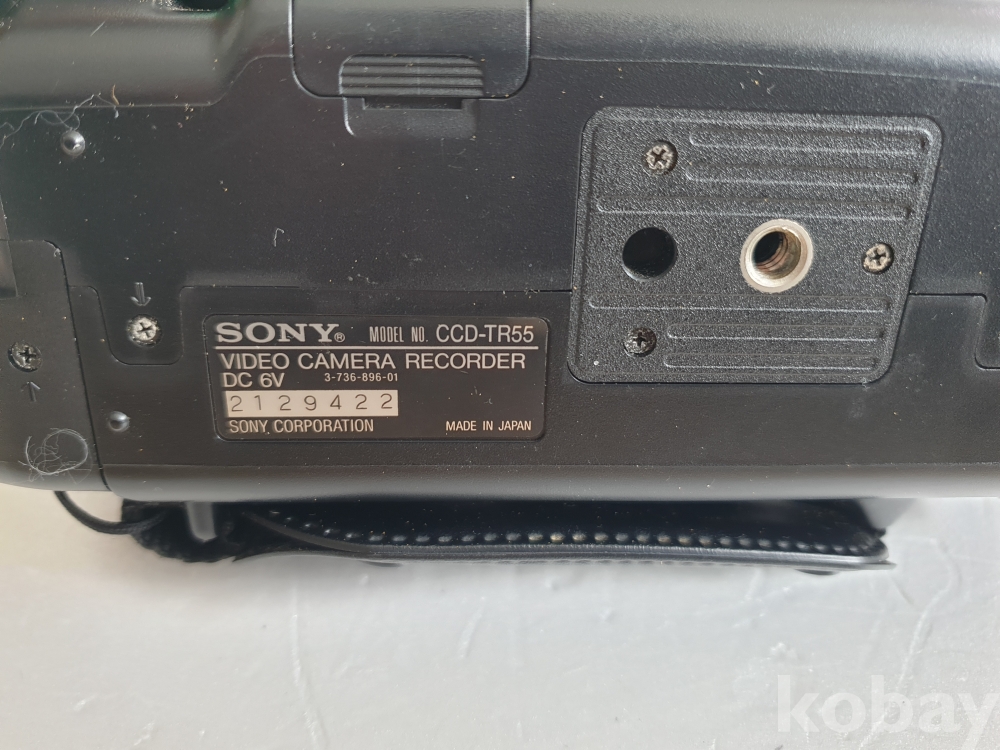 SONY® MODEL NO. CCD-TR55
VIDEO CAMERA RECORDER
DC 6V 3-736-896-01
2129422
SONY CORPORATION MADE IN JAPAN
kobay